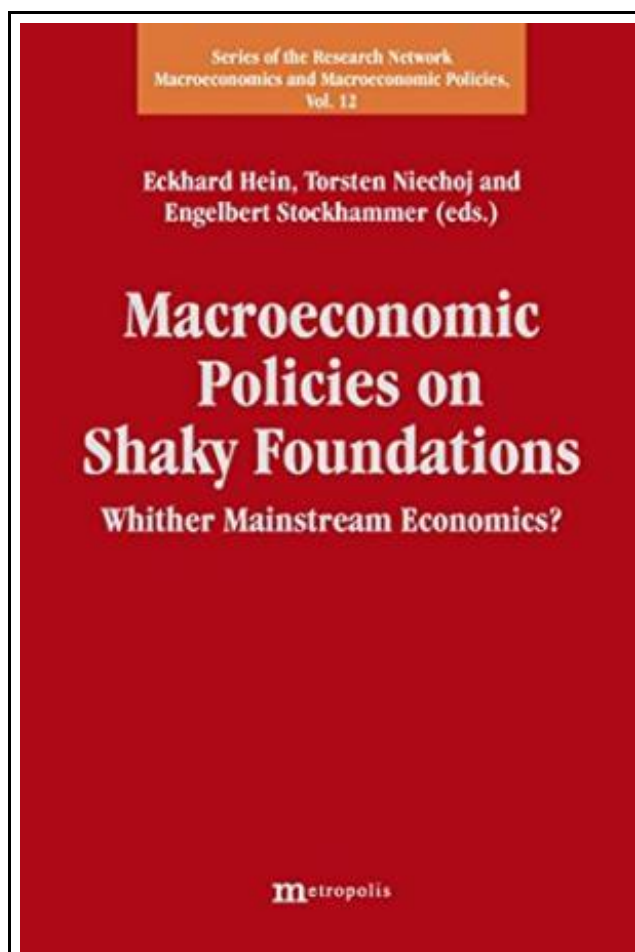 Series of the Research Network
Macroeconomics and Macroeconomic Policies,
Vol. 12
Eckhard Hein, Torsten Niechoj and
Engelbert Stockhammer (eds.)
Macroeconomic
Policies on
Shaky Foundations
Whither Mainstream Economics?
metropolis